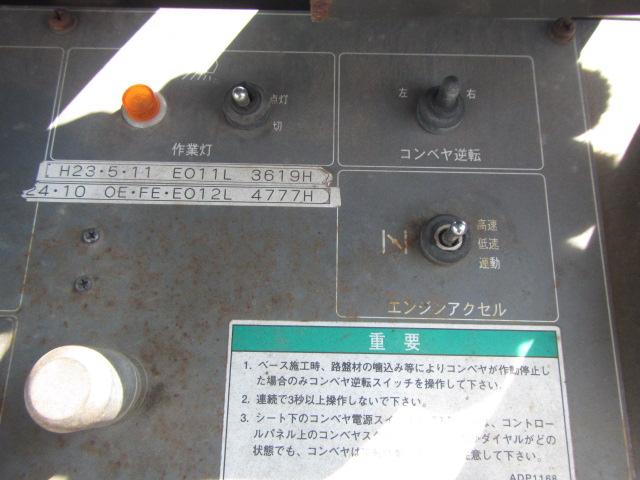 点灯
切
作業灯
左 右
コンベヤ逆転
H23・5・11 EO11L 3619H
24・10 OE・FE・EO12L 4777H
高速
低速
連動
エンジンアクセル
重要
1. ベース施工時、路盤材の噛込み等によりコンベヤが作動停止し
た場合のみコンベヤ逆転スイッチを操作して下さい
2. 連続で3秒以上操作しないで下さい。
3. シート下のコンベヤ電源スイ コントロー
ルパネル上のコンベヤス ダイヤルがどの
状態でも、コンベヤは 意して下さい。
ADP1168